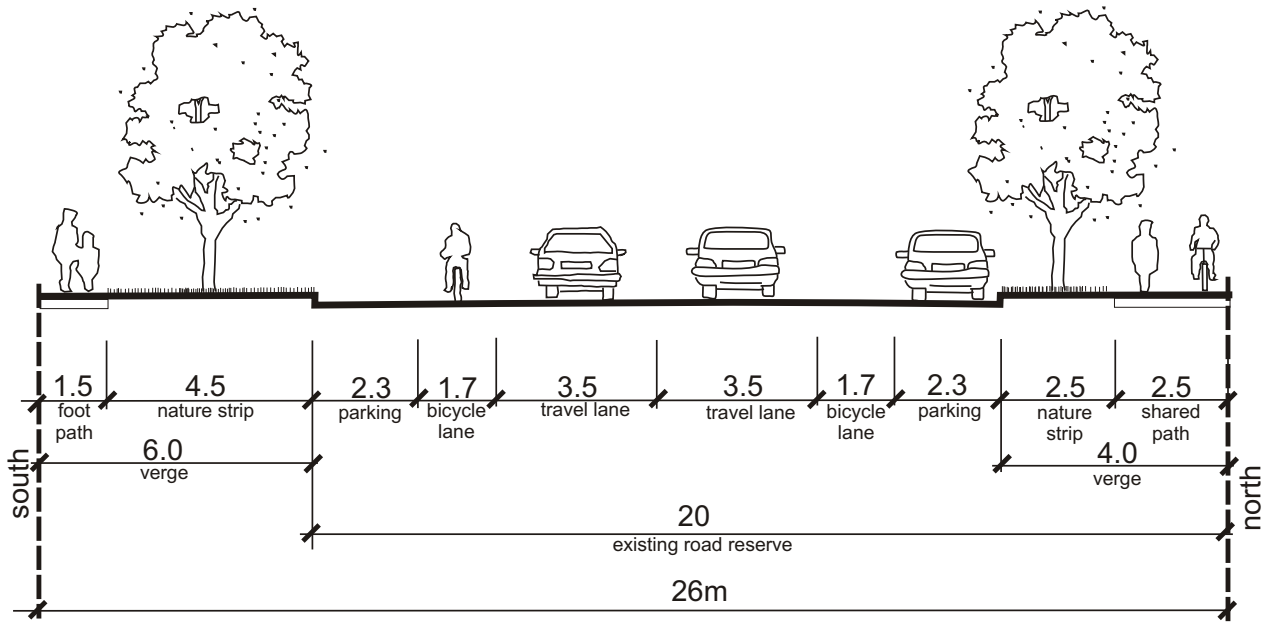 1.5 4.5 2.3 1.7 3.5 3.5 1.7 2.3 2.5 2.5
foot nature strip parking bicycle travel lane travel lane bicycle parking nature shared
path lane lane strip path
6.0 4.0
verge verge
south north
20
existing road reserve
26m